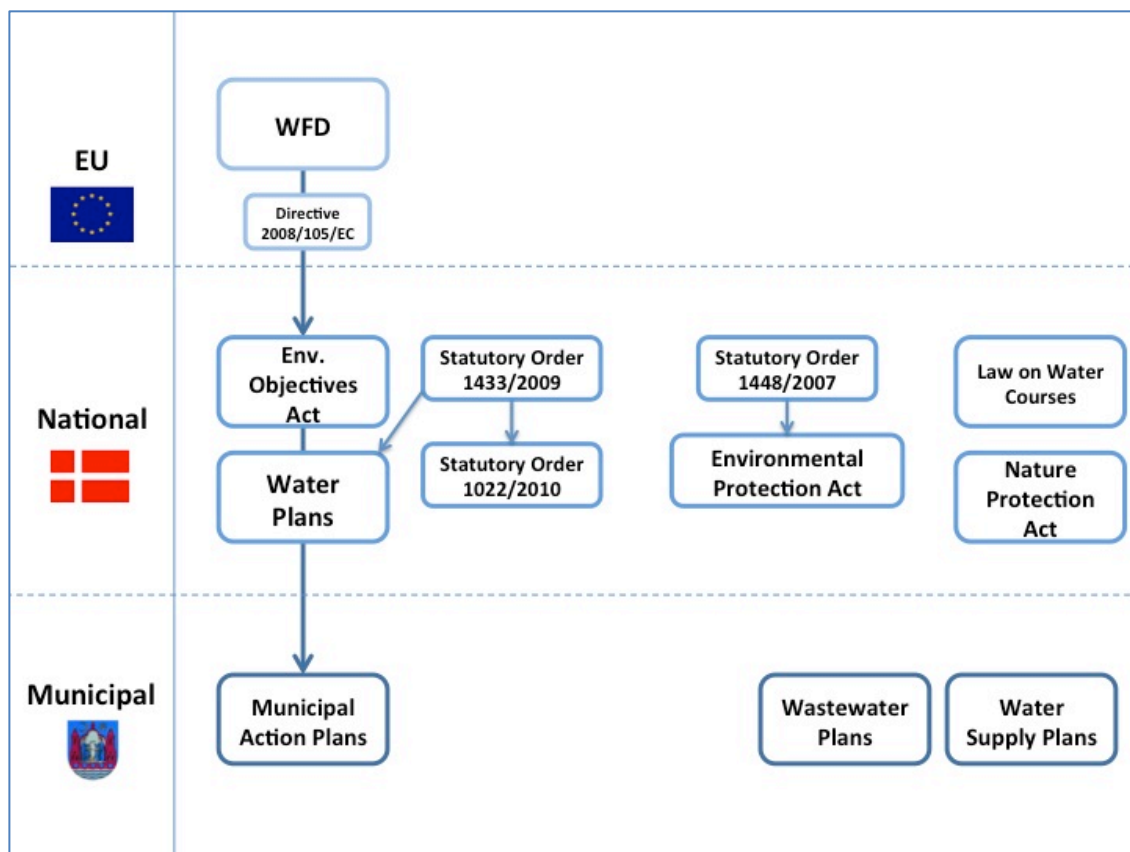 EU
WFD
Directive
2008/105/EC
National
Env.
Objectives
Act
Statutory Order
1433/2009
Statutory Order
1448/2007
Law on Water
Courses
Water
Plans
Statutory Order
1022/2010
Environmental
Protection Act
Nature
Protection
Act
Municipal
Municipal
Action Plans
Wastewater
Plans
Water
Supply Plans